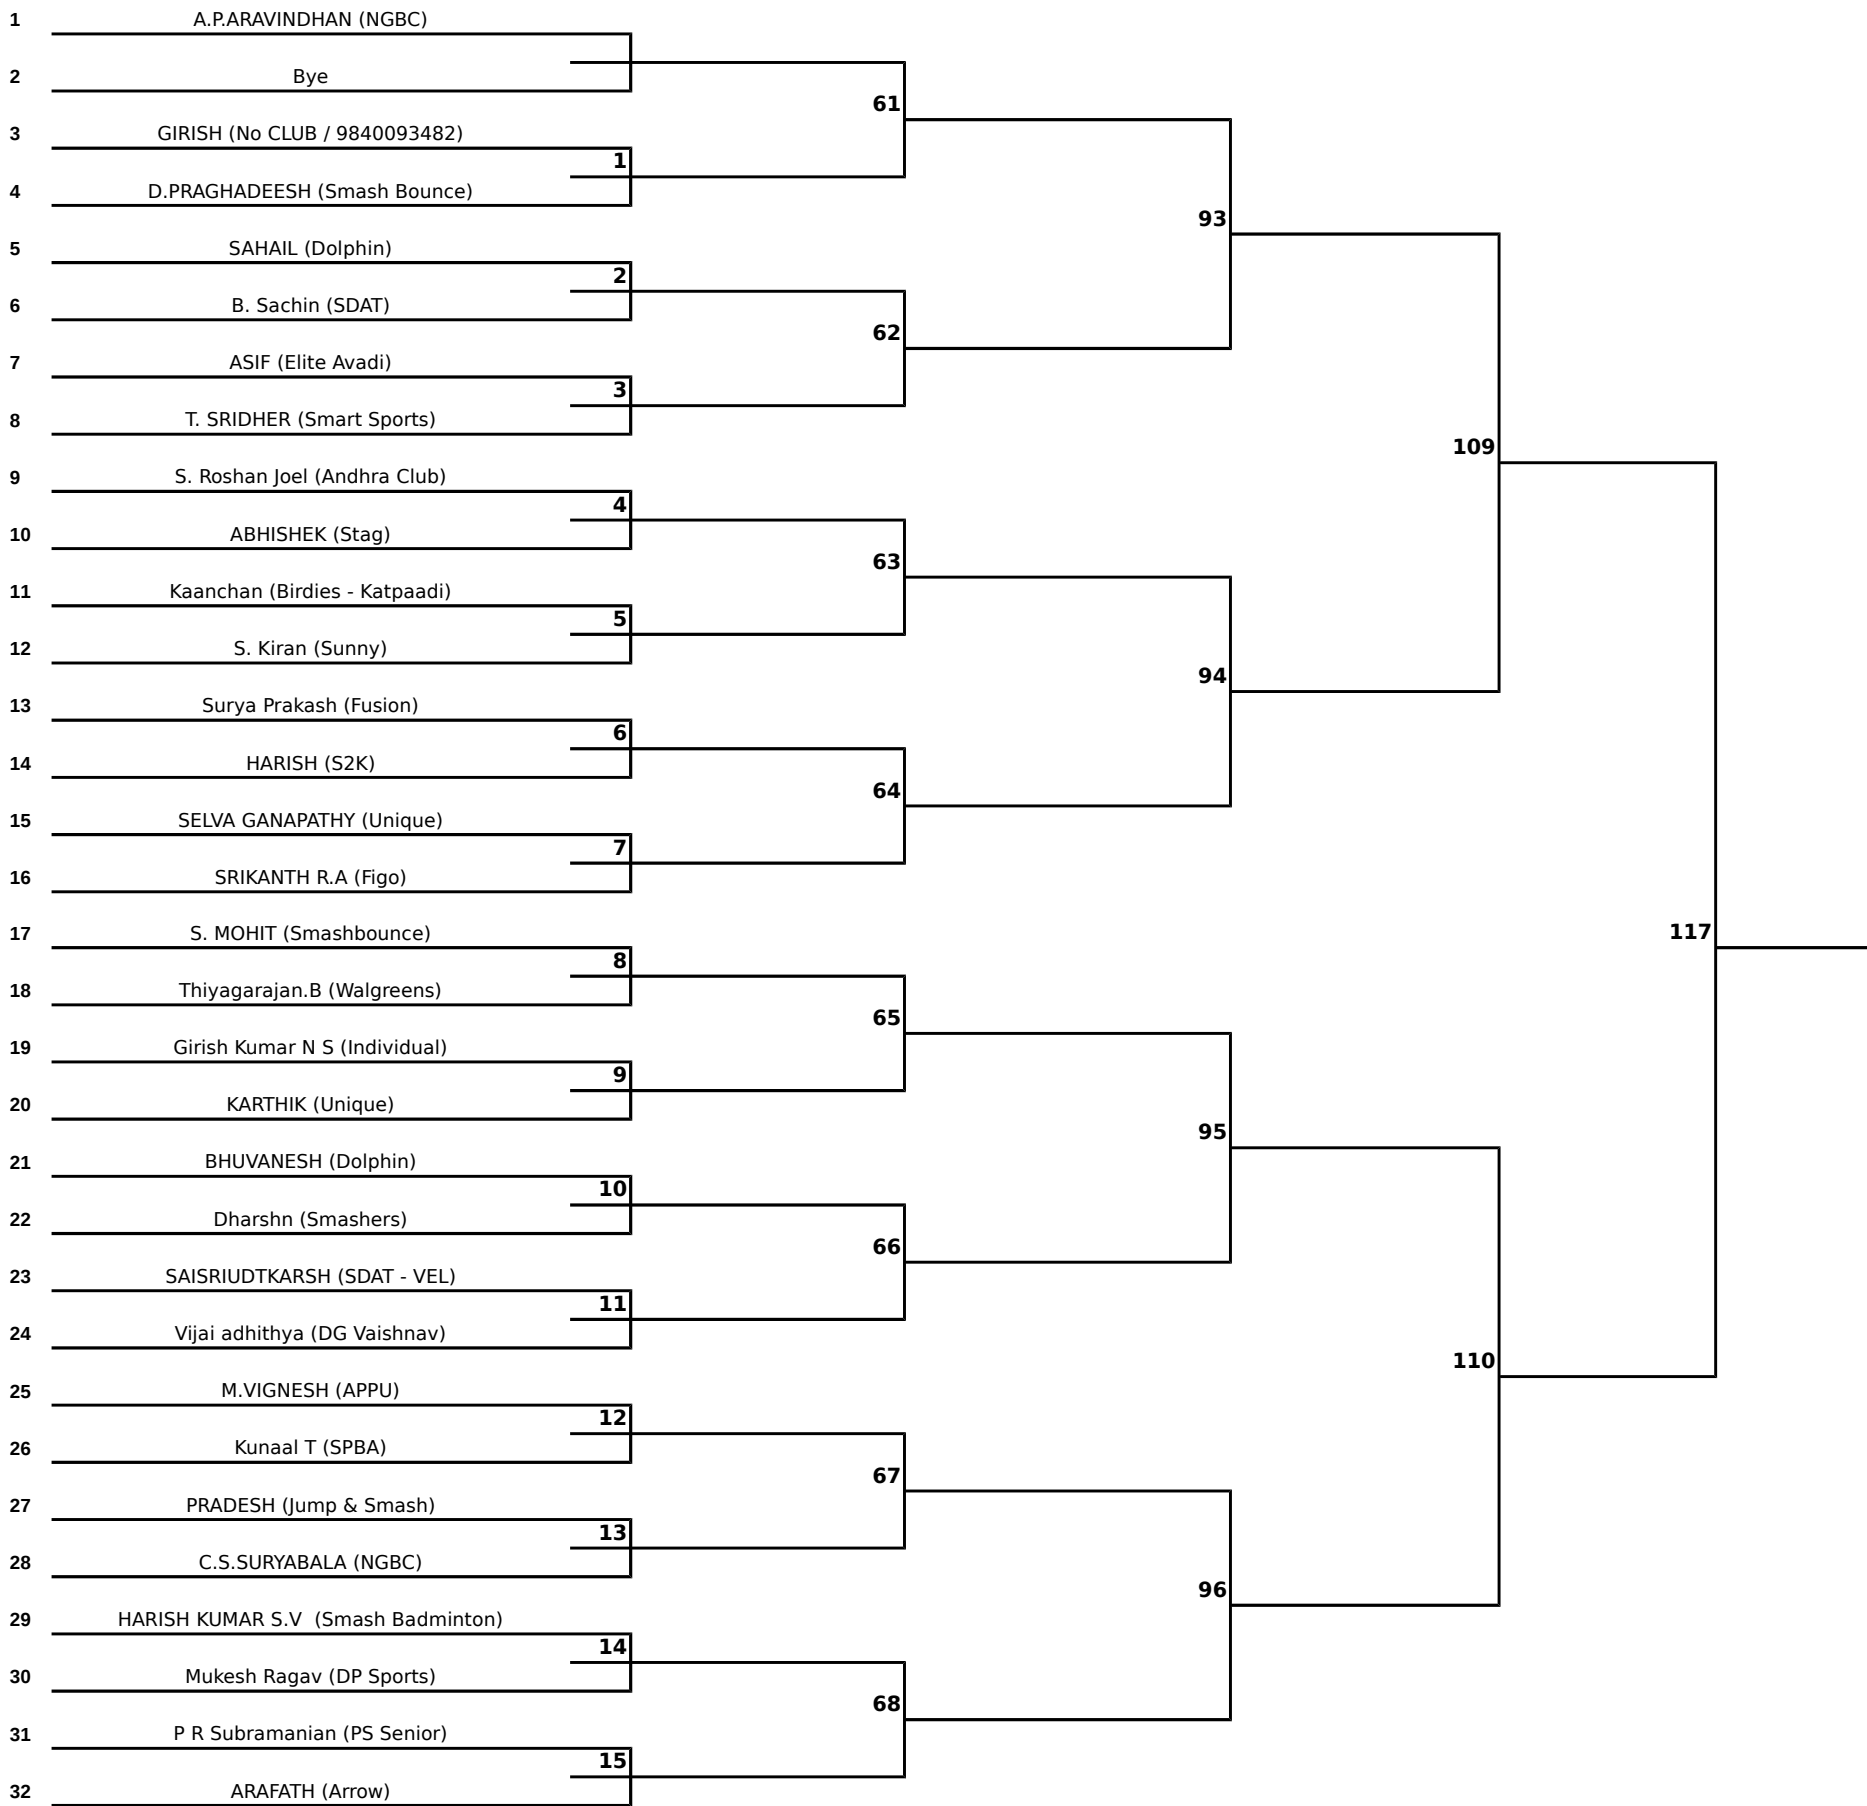 1 A.P.ARAVINDHAN (NGBC)
2 Bye
61
3 GIRISH (No CLUB / 9840093482)
1
4 D.PRAGHADEESH (Smash Bounce)
93
5 SAHAIL (Dolphin)
2
6 B. Sachin (SDAT)
62
7 ASIF (Elite Avadi)
3
8 T. SRIDHER (Smart Sports)
109
9 S. Roshan Joel (Andhra Club)
4
10 ABHISHEK (Stag)
63
11 Kaanchan (Birdies - Katpaadi)
5
12 S. Kiran (Sunny)
94
13 Surya Prakash (Fusion)
6
14 HARISH (S2K)
64
15 SELVA GANAPATHY (Unique)
7
16 SRIKANTH R.A (Figo)
117
17 S. MOHIT (Smashbounce)
8
18 Thiyagarajan.B (Walgreens)
65
19 Girish Kumar N S (Individual)
9
20 KARTHIK (Unique)
95
21 BHUVANESH (Dolphin)
10
22 Dharshn (Smashers)
66
23 SAISRIUDTKARSH (SDAT - VEL)
11
24 Vijai adhithya (DG Vaishnav)
110
25 M.VIGNESH (APPU)
12
26 Kunaal T (SPBA)
67
27 PRADESH (Jump & Smash)
13
28 C.S.SURYABALA (NGBC)
96
29 HARISH KUMAR S.V  (Smash Badminton)
14
30 Mukesh Ragav (DP Sports)
68
31 P R Subramanian (PS Senior)
15
32 ARAFATH (Arrow)